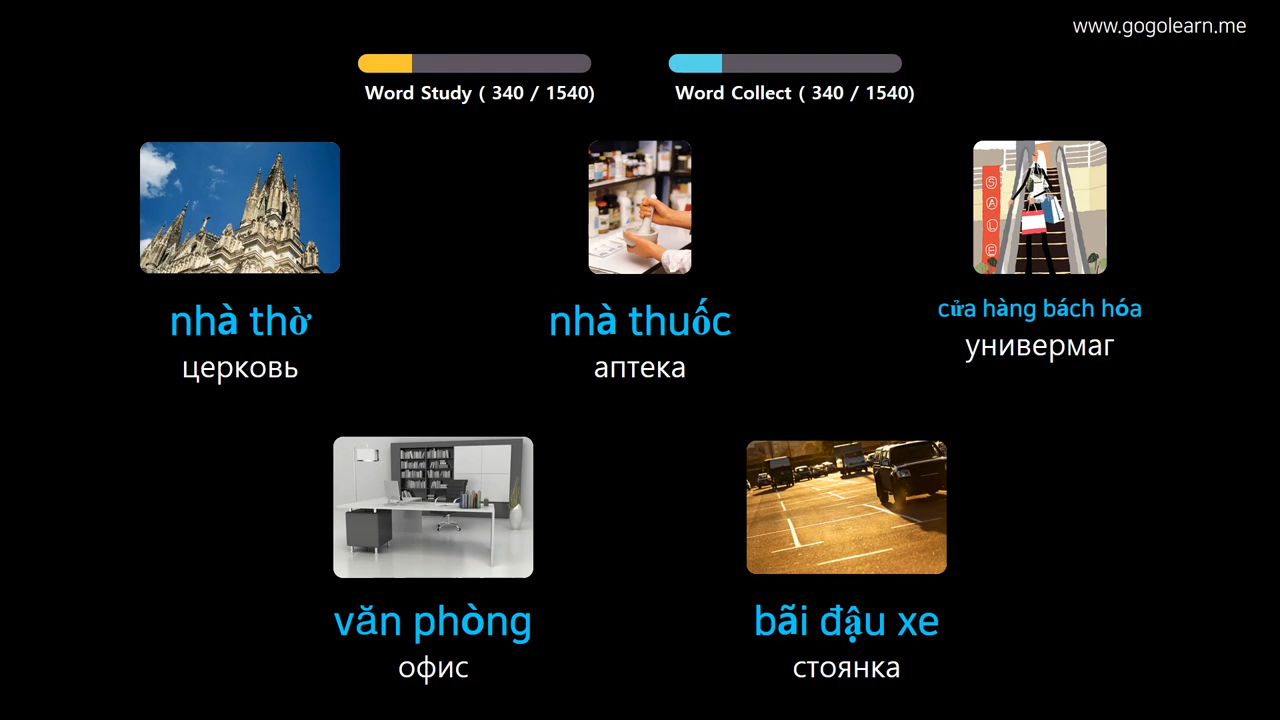 www.gogolearn.me
Word Study ( 340 / 1540)
Word Collect ( 340 / 1540)
SALE
nhà thờ
церковь
nhà thuốc
аптека
cửa hàng bách hóa
универмаг
văn phòng
офис
bãi đậu xe
стоянка